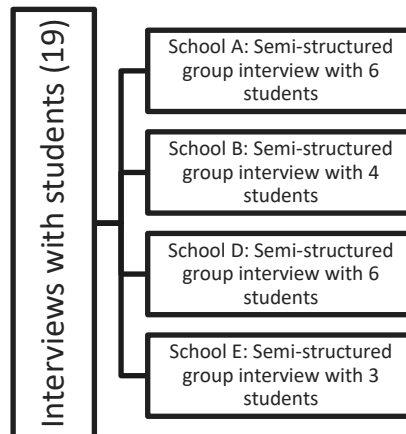 Interviews with students (19)
School A: Semi-structured
group interview with 6
students
School B: Semi-structured
group interview with 4
students
School D: Semi-structured
group interview with 6
students
School E: Semi-structured
group interview with 3
students